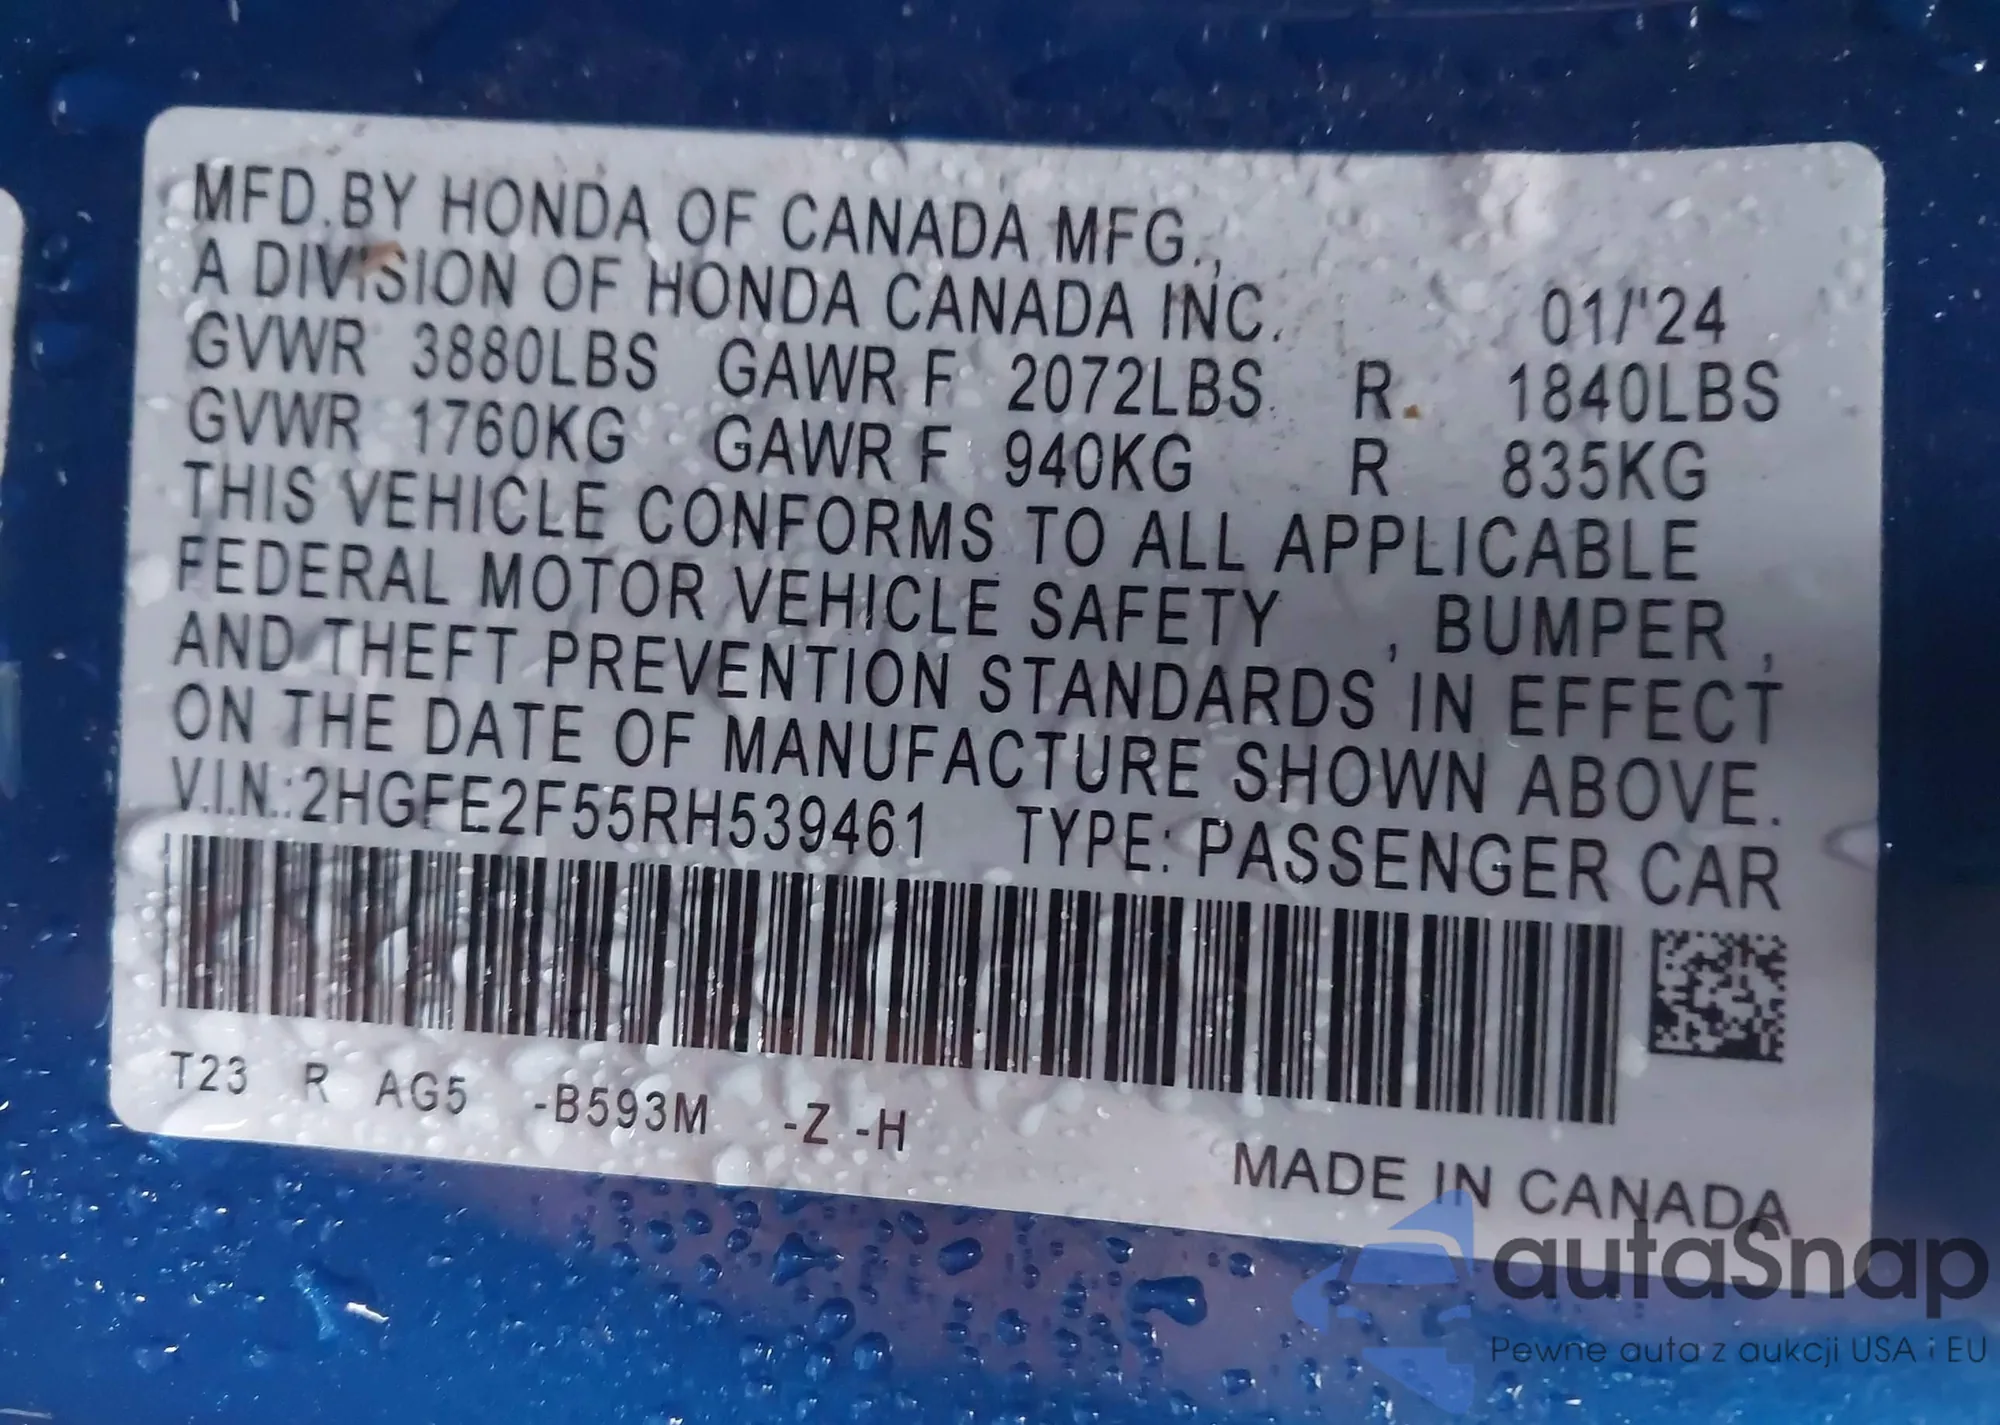 MFD.BY HONDA OF CANADA MFG.,
A DIVISION OF HONDA CANADA INC. 01/'24
GVWR 3880LBS GAWR F 2072LBS R 1840LBS
GVWR 1760KG GAWR F 940KG R 835KG
THIS VEHICLE CONFORMS TO ALL APPLICABLE
FEDERAL MOTOR VEHICLE SAFETY , BUMPER ,
AND THEFT PREVENTION STANDARDS IN EFFECT
ON THE DATE OF MANUFACTURE SHOWN ABOVE.
V.I.N.:2HGFE2F55RH539461 TYPE: PASSENGER CAR
T23 R AG5 -B593M -Z -H
MADE IN CANADA
autaSnap
Pewne auta z aukcji USA i EU